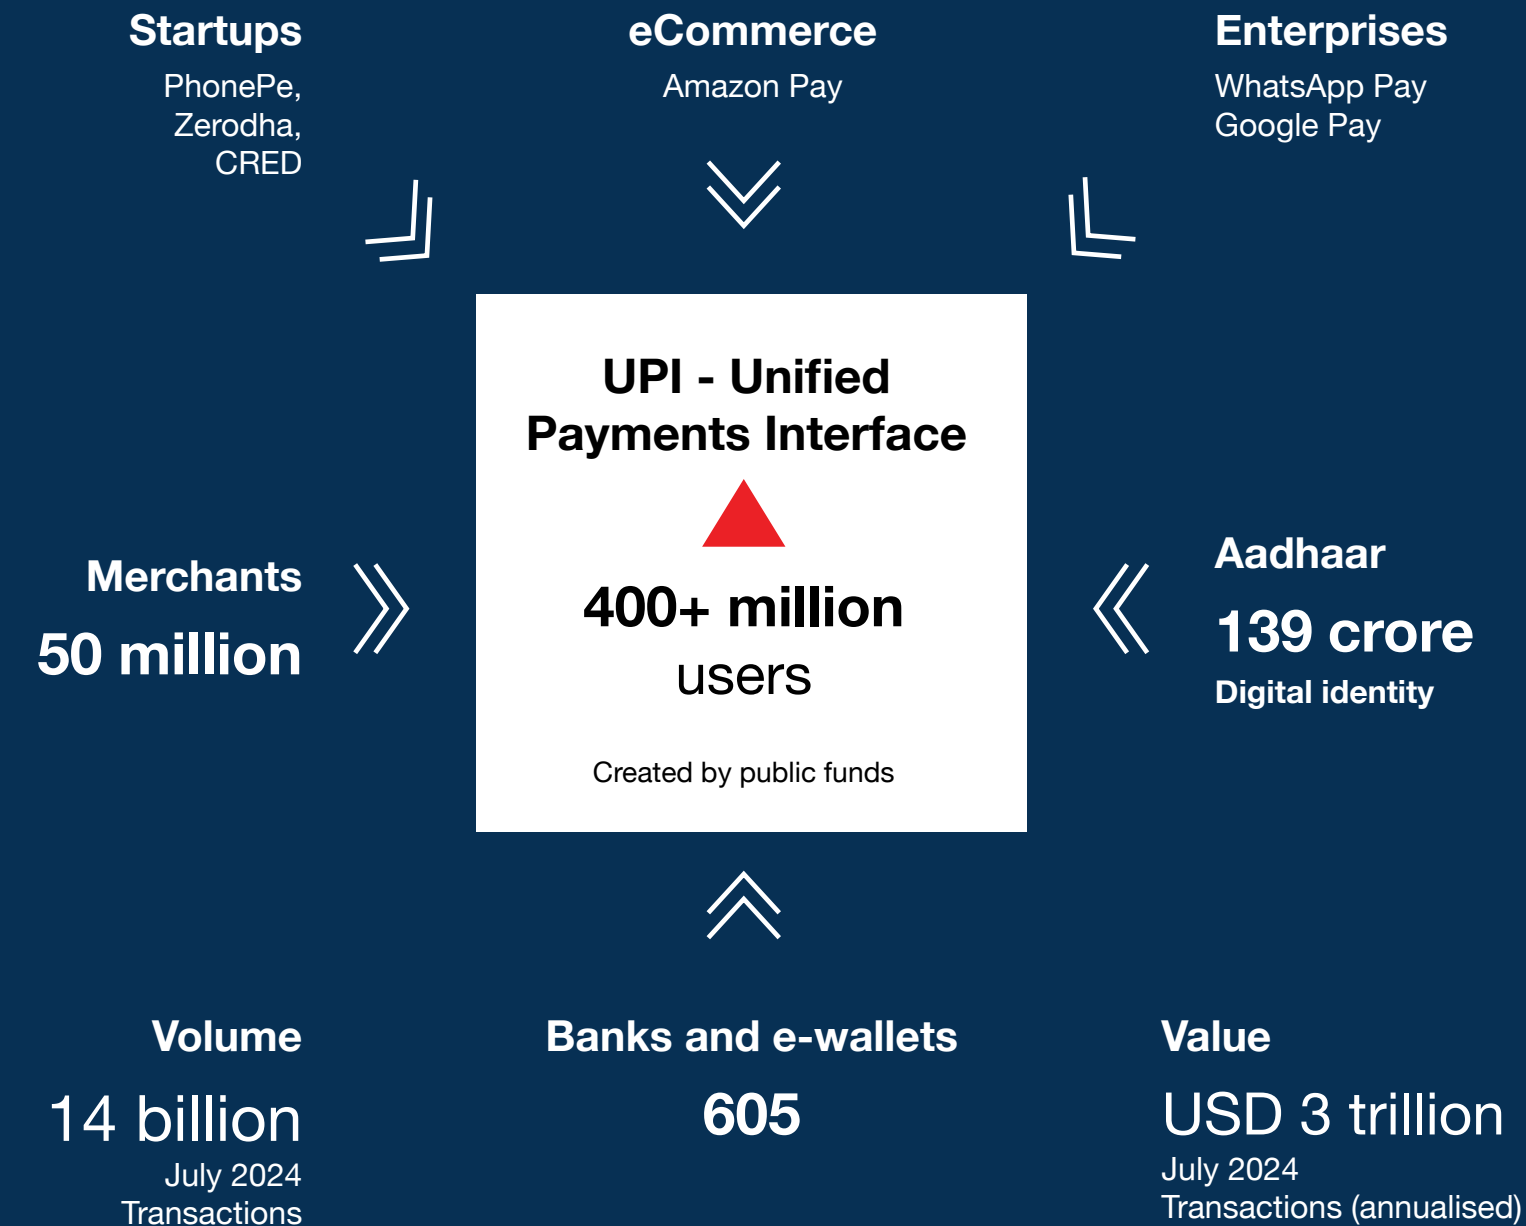 Startups
PhonePe,
Zerodha,
CRED
eCommerce
Amazon Pay
Enterprises
WhatsApp Pay
Google Pay
UPI - Unified
Payments Interface
400+ million
users
Created by public funds
Merchants
50 million
Aadhaar
139 crore
Digital identity
Volume
14 billion
July 2024
Transactions
Banks and e-wallets
605
Value
USD 3 trillion
July 2024
Transactions (annualised)